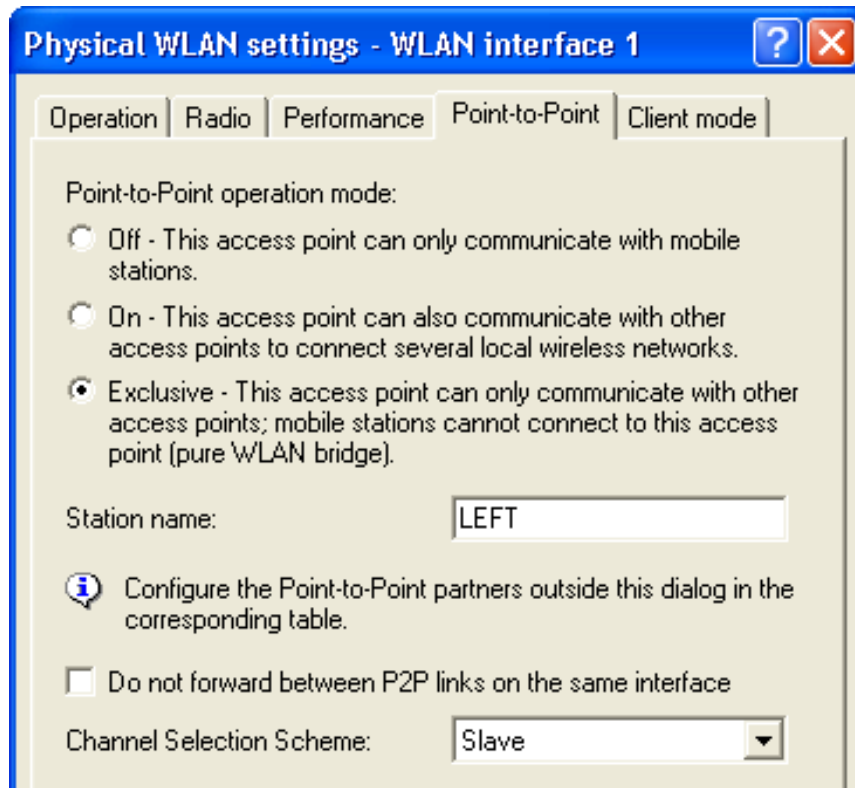 Physical WLAN settings - WLAN interface 1
Operation Radio Performance Point-to-Point Client mode
Point-to-Point operation mode:
Off - This access point can only communicate with mobile
stations.
On - This access point can also communicate with other
access points to connect several local wireless networks.
Exclusive - This access point can only communicate with other
access points; mobile stations cannot connect to this access
point (pure WLAN bridge).
Station name: LEFT
Configure the Point-to-Point partners outside this dialog in the
corresponding table.
Do not forward between P2P links on the same interface
Channel Selection Scheme: Slave